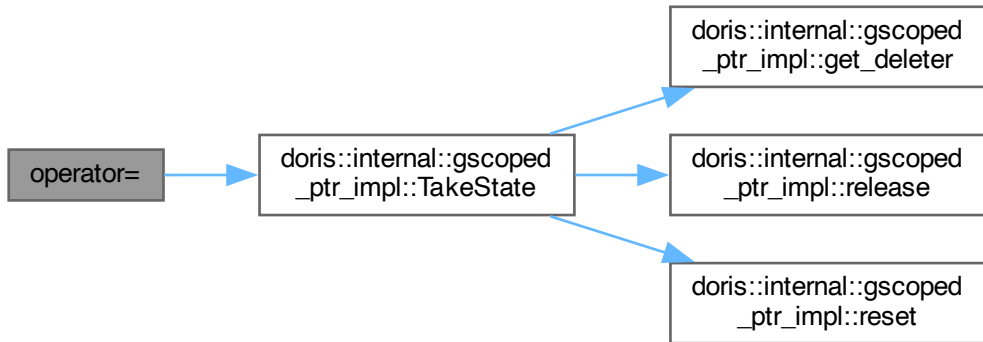 operator=
doris::internal::gscoped
_ptr_impl::TakeState
doris::internal::gscoped
_ptr_impl::get_deleter
doris::internal::gscoped
_ptr_impl::release
doris::internal::gscoped
_ptr_impl::reset